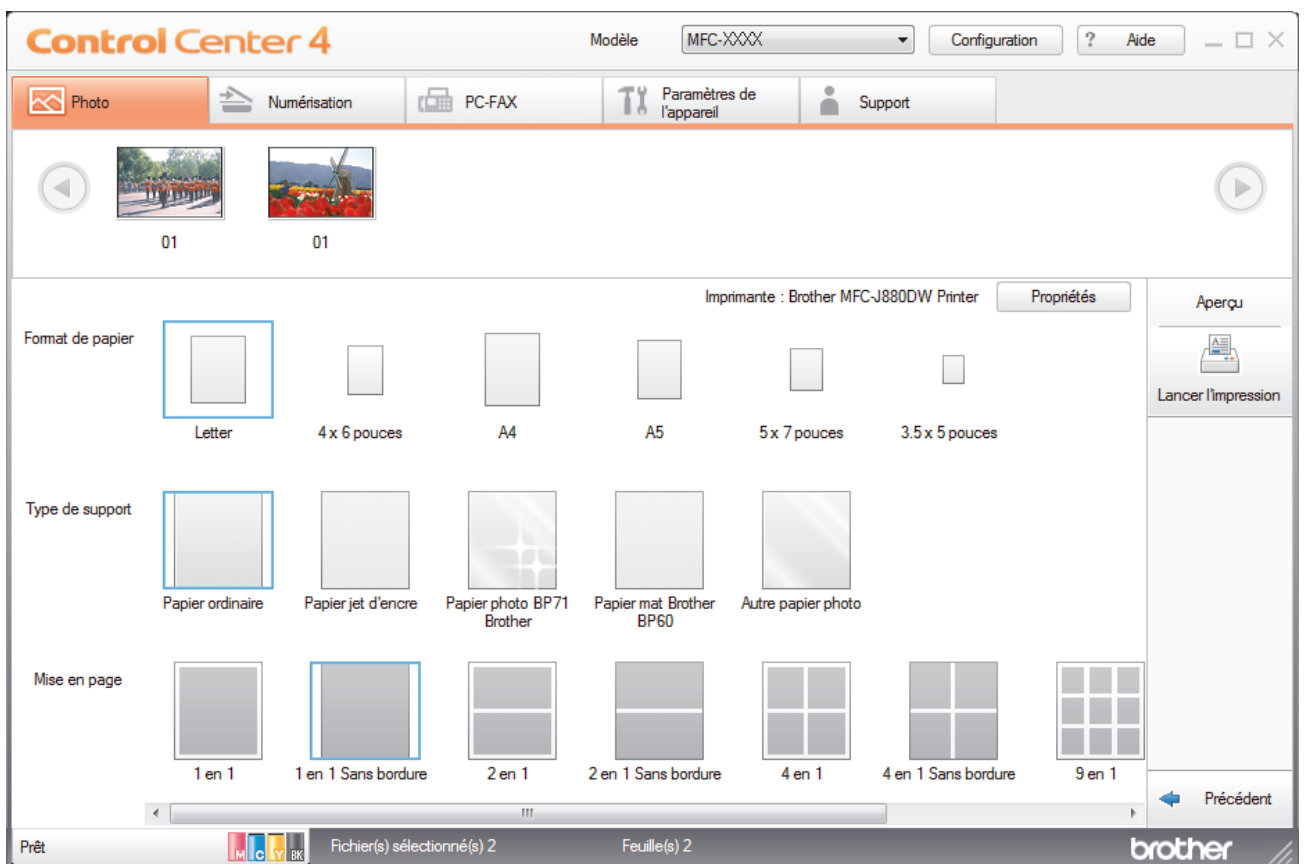 Control Center 4
Modèle
MFC-XXXX
Configuration
? Aide
Photo
Numérisation
PC-FAX
Paramètres de
l'appareil
Support
01
01
Imprimante : Brother MFC-J880DW Printer
Propriétés
Aperçu
Lancer l'impression
Format de papier
Letter
4 x 6 pouces
A4
A5
5 x 7 pouces
3.5 x 5 pouces
Type de support
Papier ordinaire
Papier jet d'encre
Papier photo BP71
Brother
Papier mat Brother
BP60
Autre papier photo
Mise en page
1 en 1
1 en 1 Sans bordure
2 en 1
2 en 1 Sans bordure
4 en 1
4 en 1 Sans bordure
9 en 1
Précédent
Prêt
M C Y BK
Fichier(s) sélectionné(s) 2
Feuille(s) 2
brother